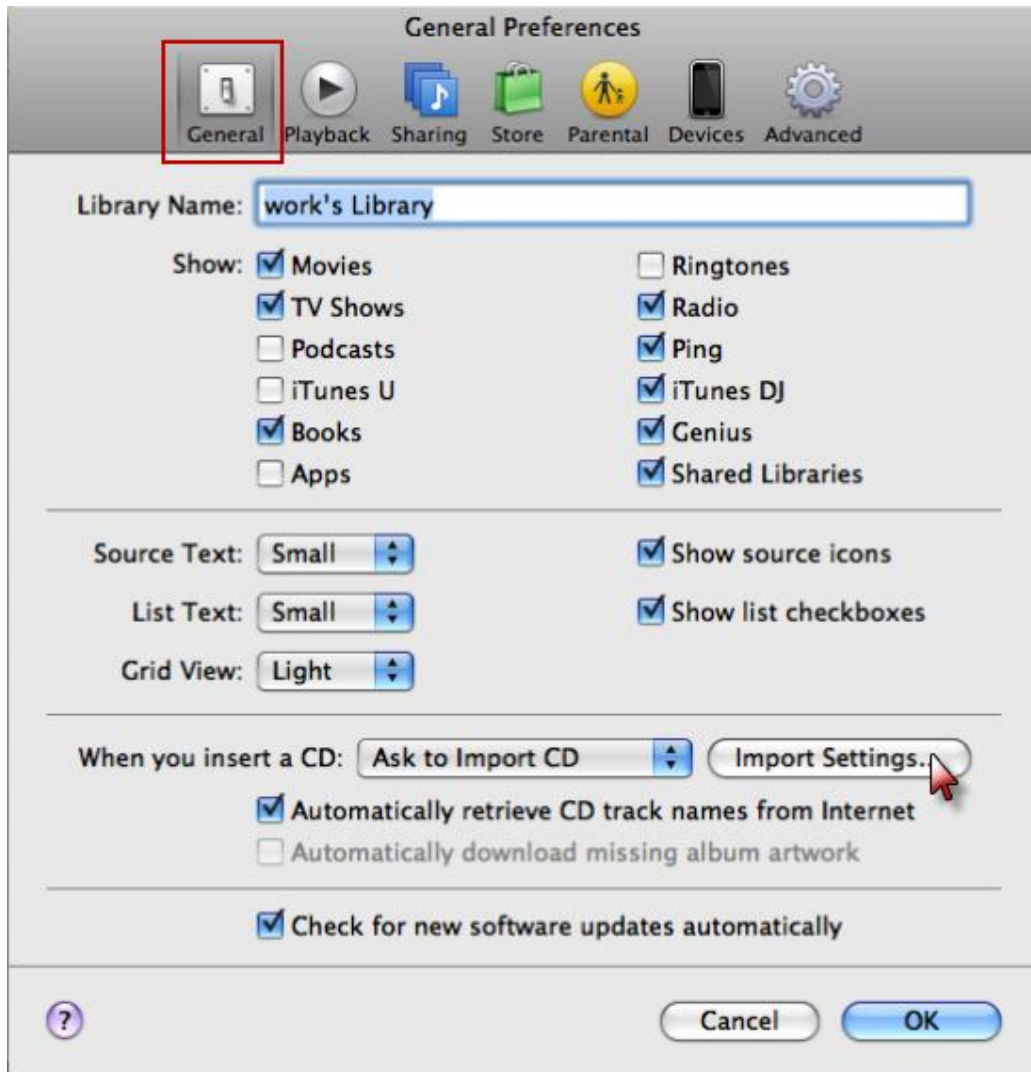 General Preferences
General Playback Sharing Store Parental Devices Advanced
Library Name: work's Library
Show: Movies Ringtones
TV Shows Radio
Podcasts Ping
iTunes U iTunes DJ
Books Genius
Apps Shared Libraries
Source Text: Small Show source icons
List Text: Small Show list checkboxes
Grid View: Light
When you insert a CD: Ask to Import CD Import Settings...
Automatically retrieve CD track names from Internet
Automatically download missing album artwork
Check for new software updates automatically
? Cancel OK